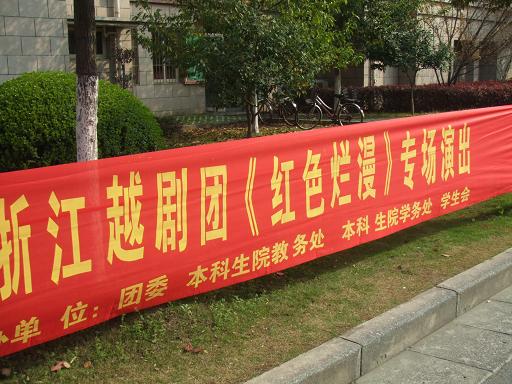 浙江越剧团《红色烂漫》专场演出
办单 位：团委 本科生院教务处 本科 生院学务处 学生会